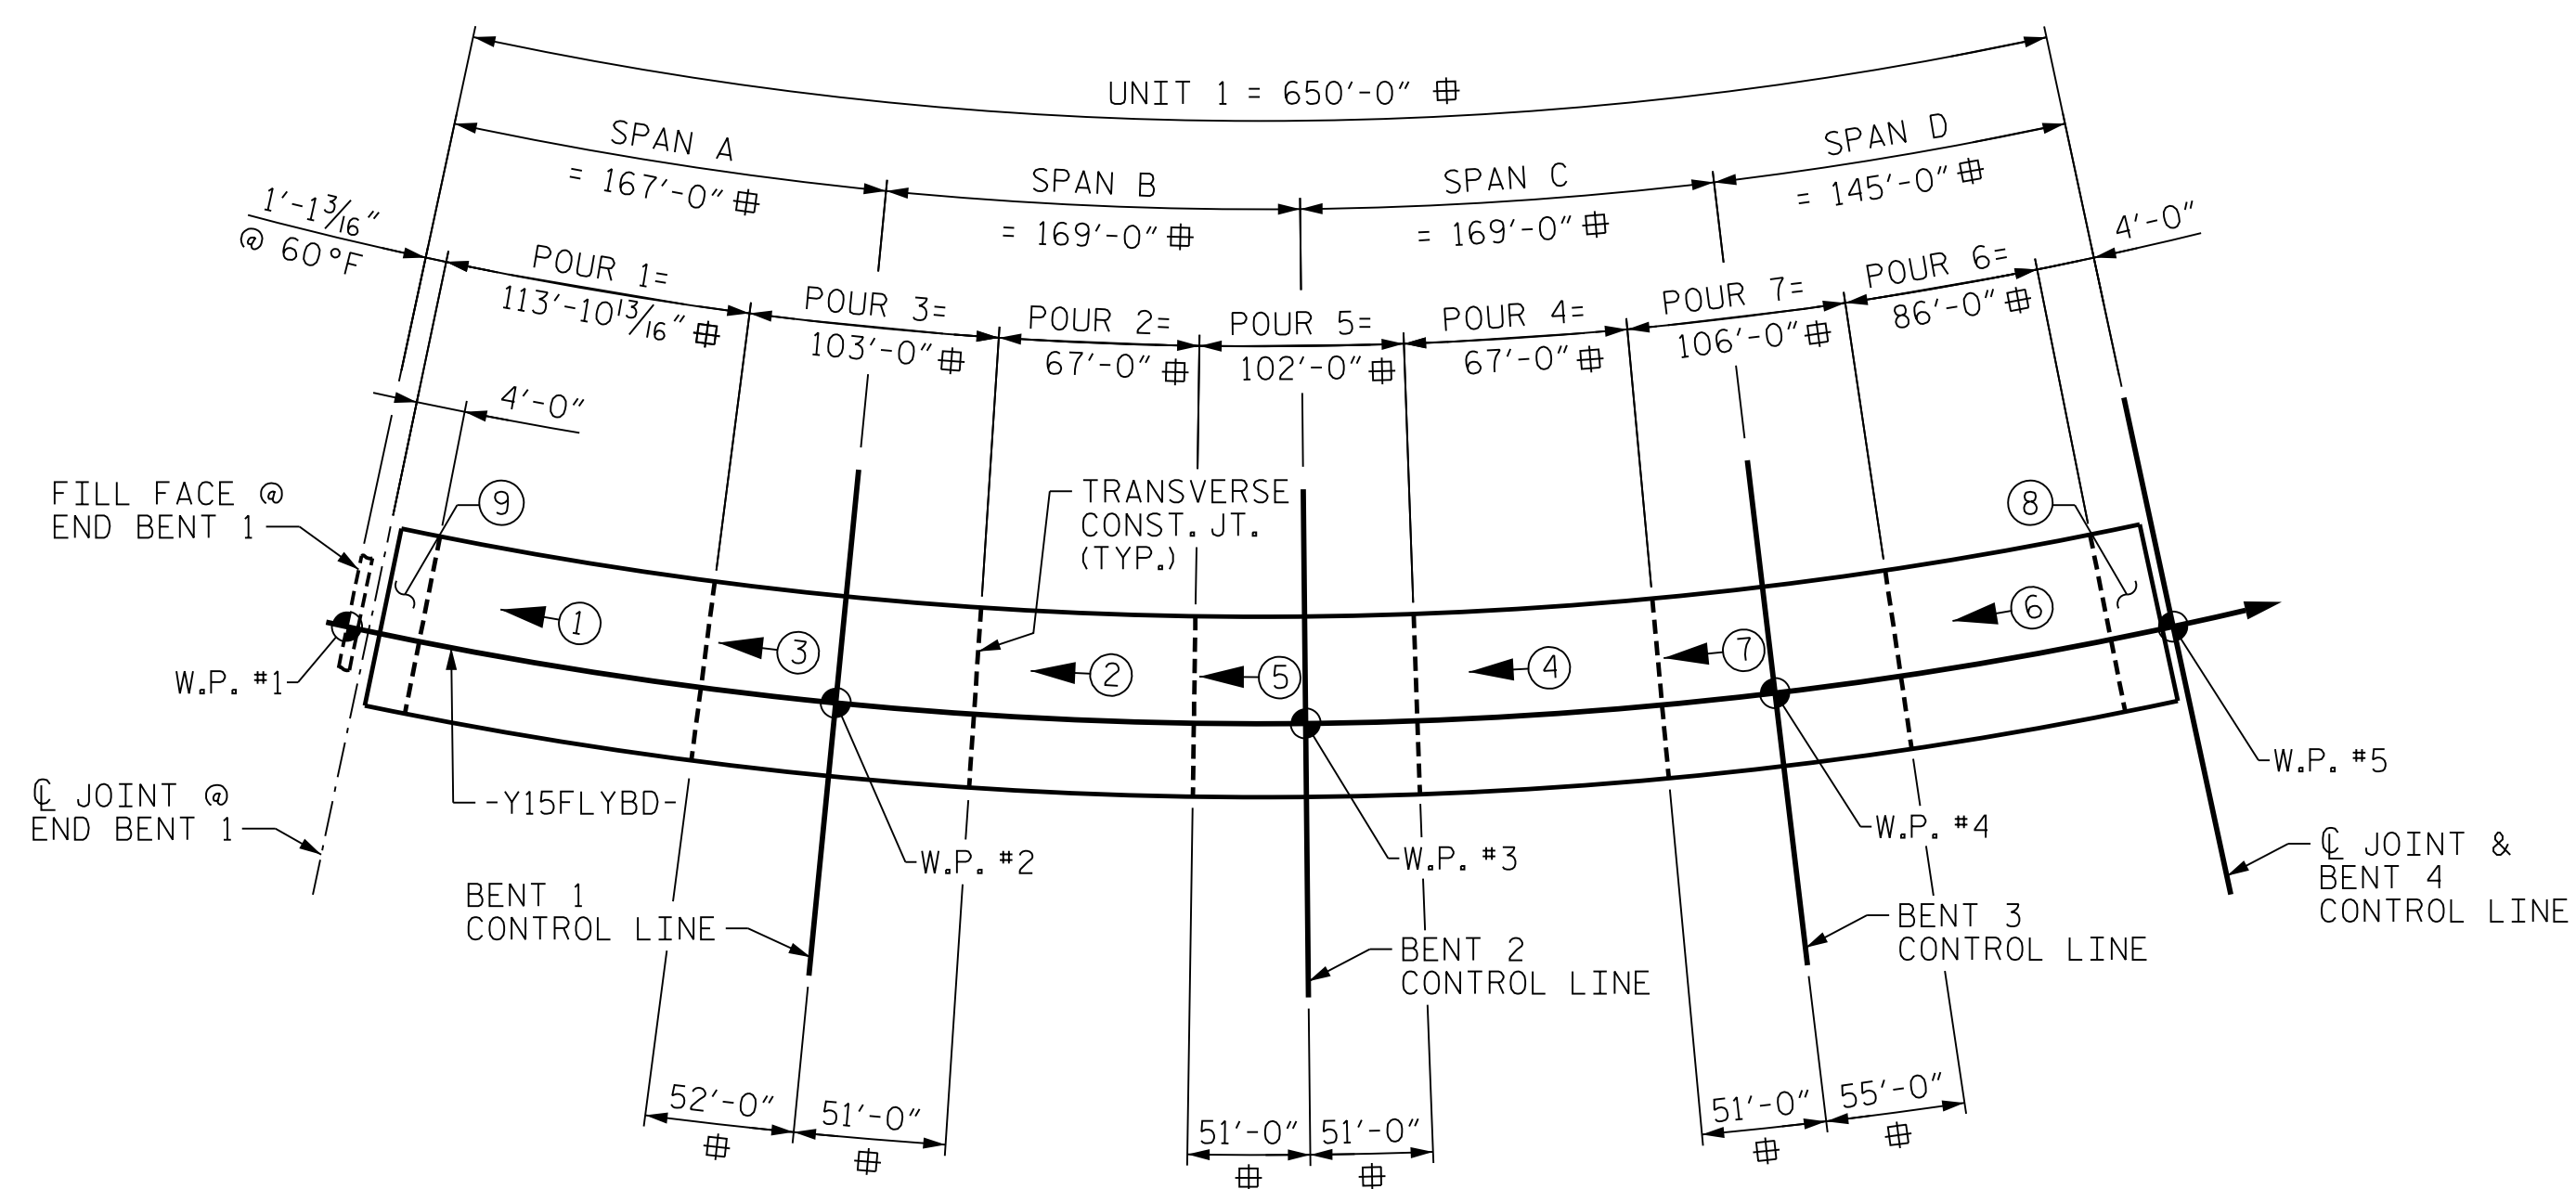 UNIT 1 = 650'-0" ⌗
SPAN A
= 167'-0" ⌗
SPAN B
= 169'-0" ⌗
SPAN C
= 169'-0" ⌗
SPAN D
= 145'-0" ⌗
1'-1 3/16"
@ 60°F
POUR 1=
113'-10 13/16" ⌗
POUR 3=
103'-0" ⌗
POUR 2=
67'-0" ⌗
POUR 5=
102'-0" ⌗
POUR 4=
67'-0" ⌗
POUR 7=
106'-0" ⌗
POUR 6=
86'-0" ⌗
4'-0"
4'-0"
FILL FACE @
END BENT 1
9
TRANSVERSE
CONST. JT.
(TYP.)
8
1
3
2
5
4
7
6
W.P. #1
℄ JOINT @
END BENT 1
-Y15FLYBD-
W.P. #2
W.P. #3
W.P. #4
W.P. #5
BENT 1
CONTROL LINE
BENT 2
CONTROL LINE
BENT 3
CONTROL LINE
℄ JOINT &
BENT 4
CONTROL LINE
52'-0"
⌗
51'-0"
⌗
51'-0"
⌗
51'-0"
⌗
51'-0"
⌗
55'-0"
⌗